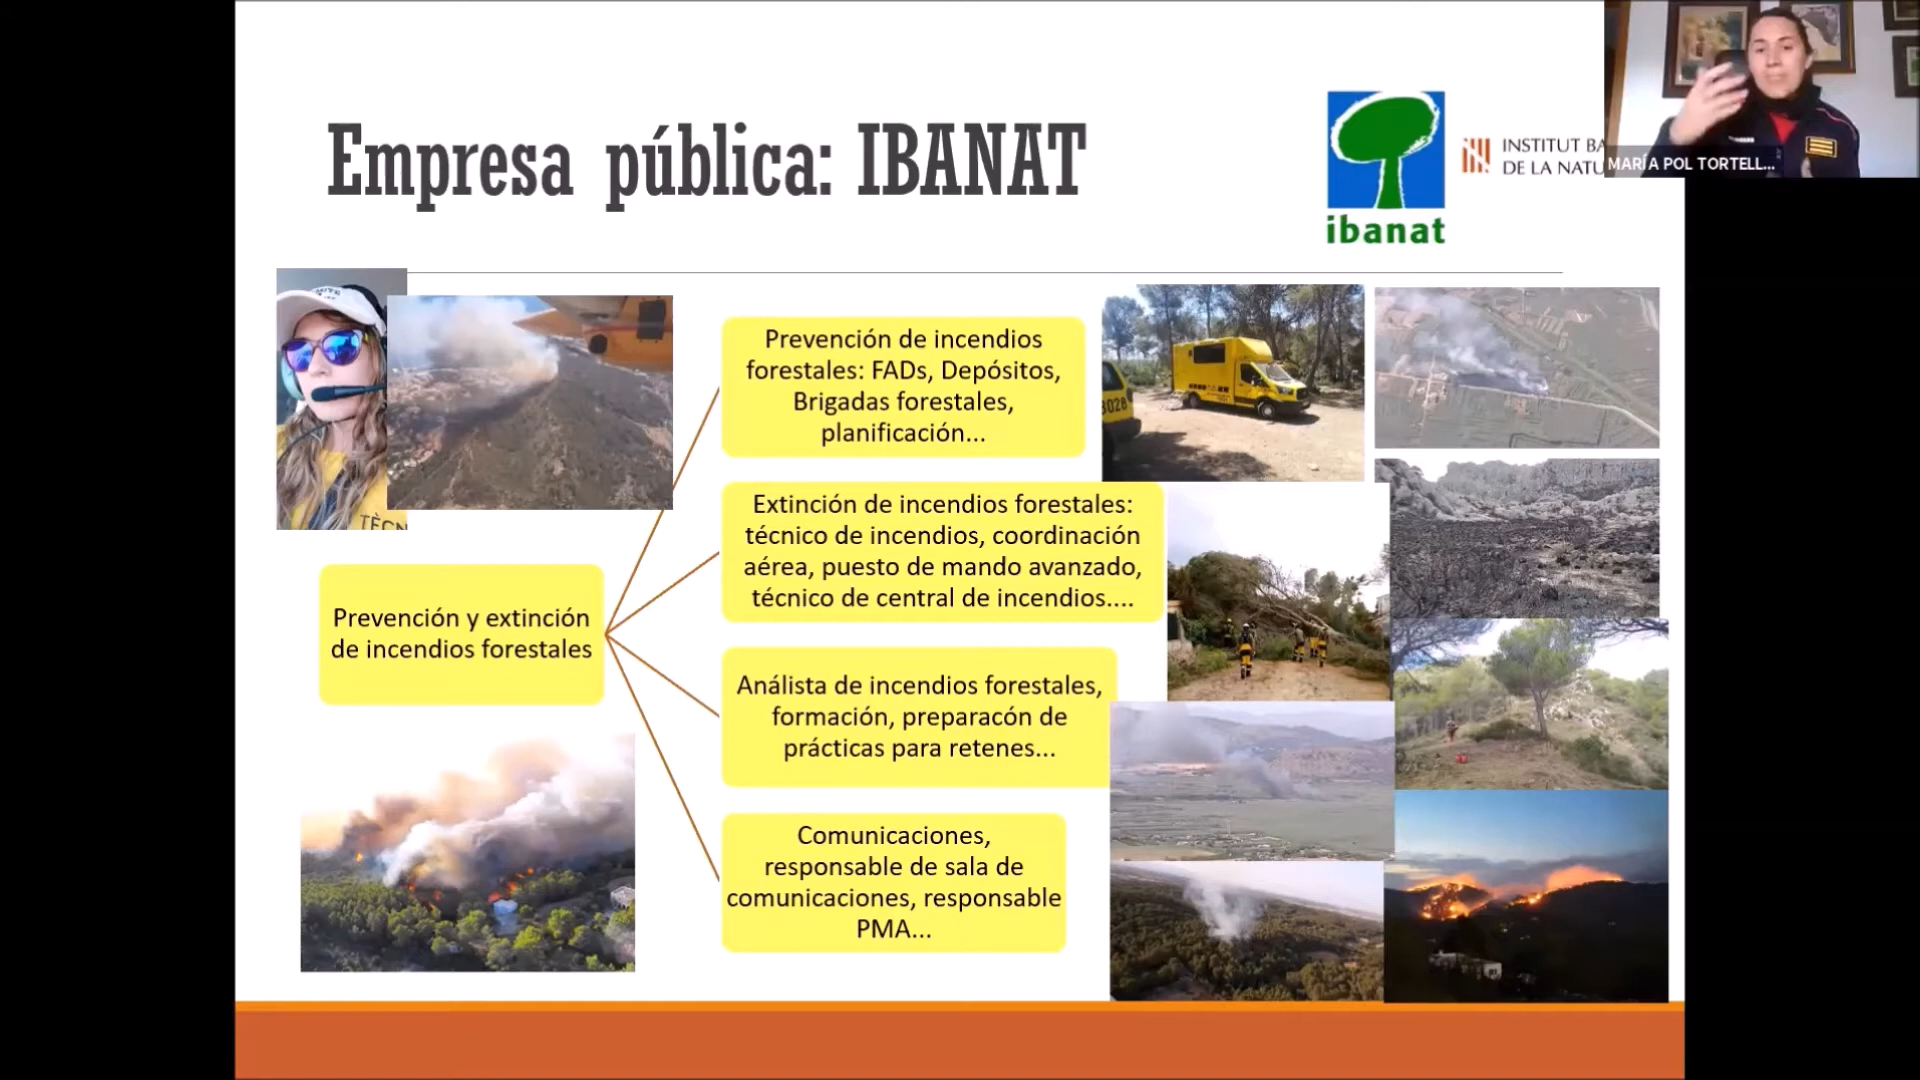 Empresa pública: IBANAT
ibanat
INSTITUT BA
DE LA NATU
MARÍA POL TORTELL...
TÈCN
Prevención y extinción
de incendios forestales
Prevención de incendios
forestales: FADs, Depósitos,
Brigadas forestales,
planificación...
Extinción de incendios forestales:
técnico de incendios, coordinación
aérea, puesto de mando avanzado,
técnico de central de incendios....
Análista de incendios forestales,
formación, preparacón de
prácticas para retenes...
Comunicaciones,
responsable de sala de
comunicaciones, responsable
PMA...
3028